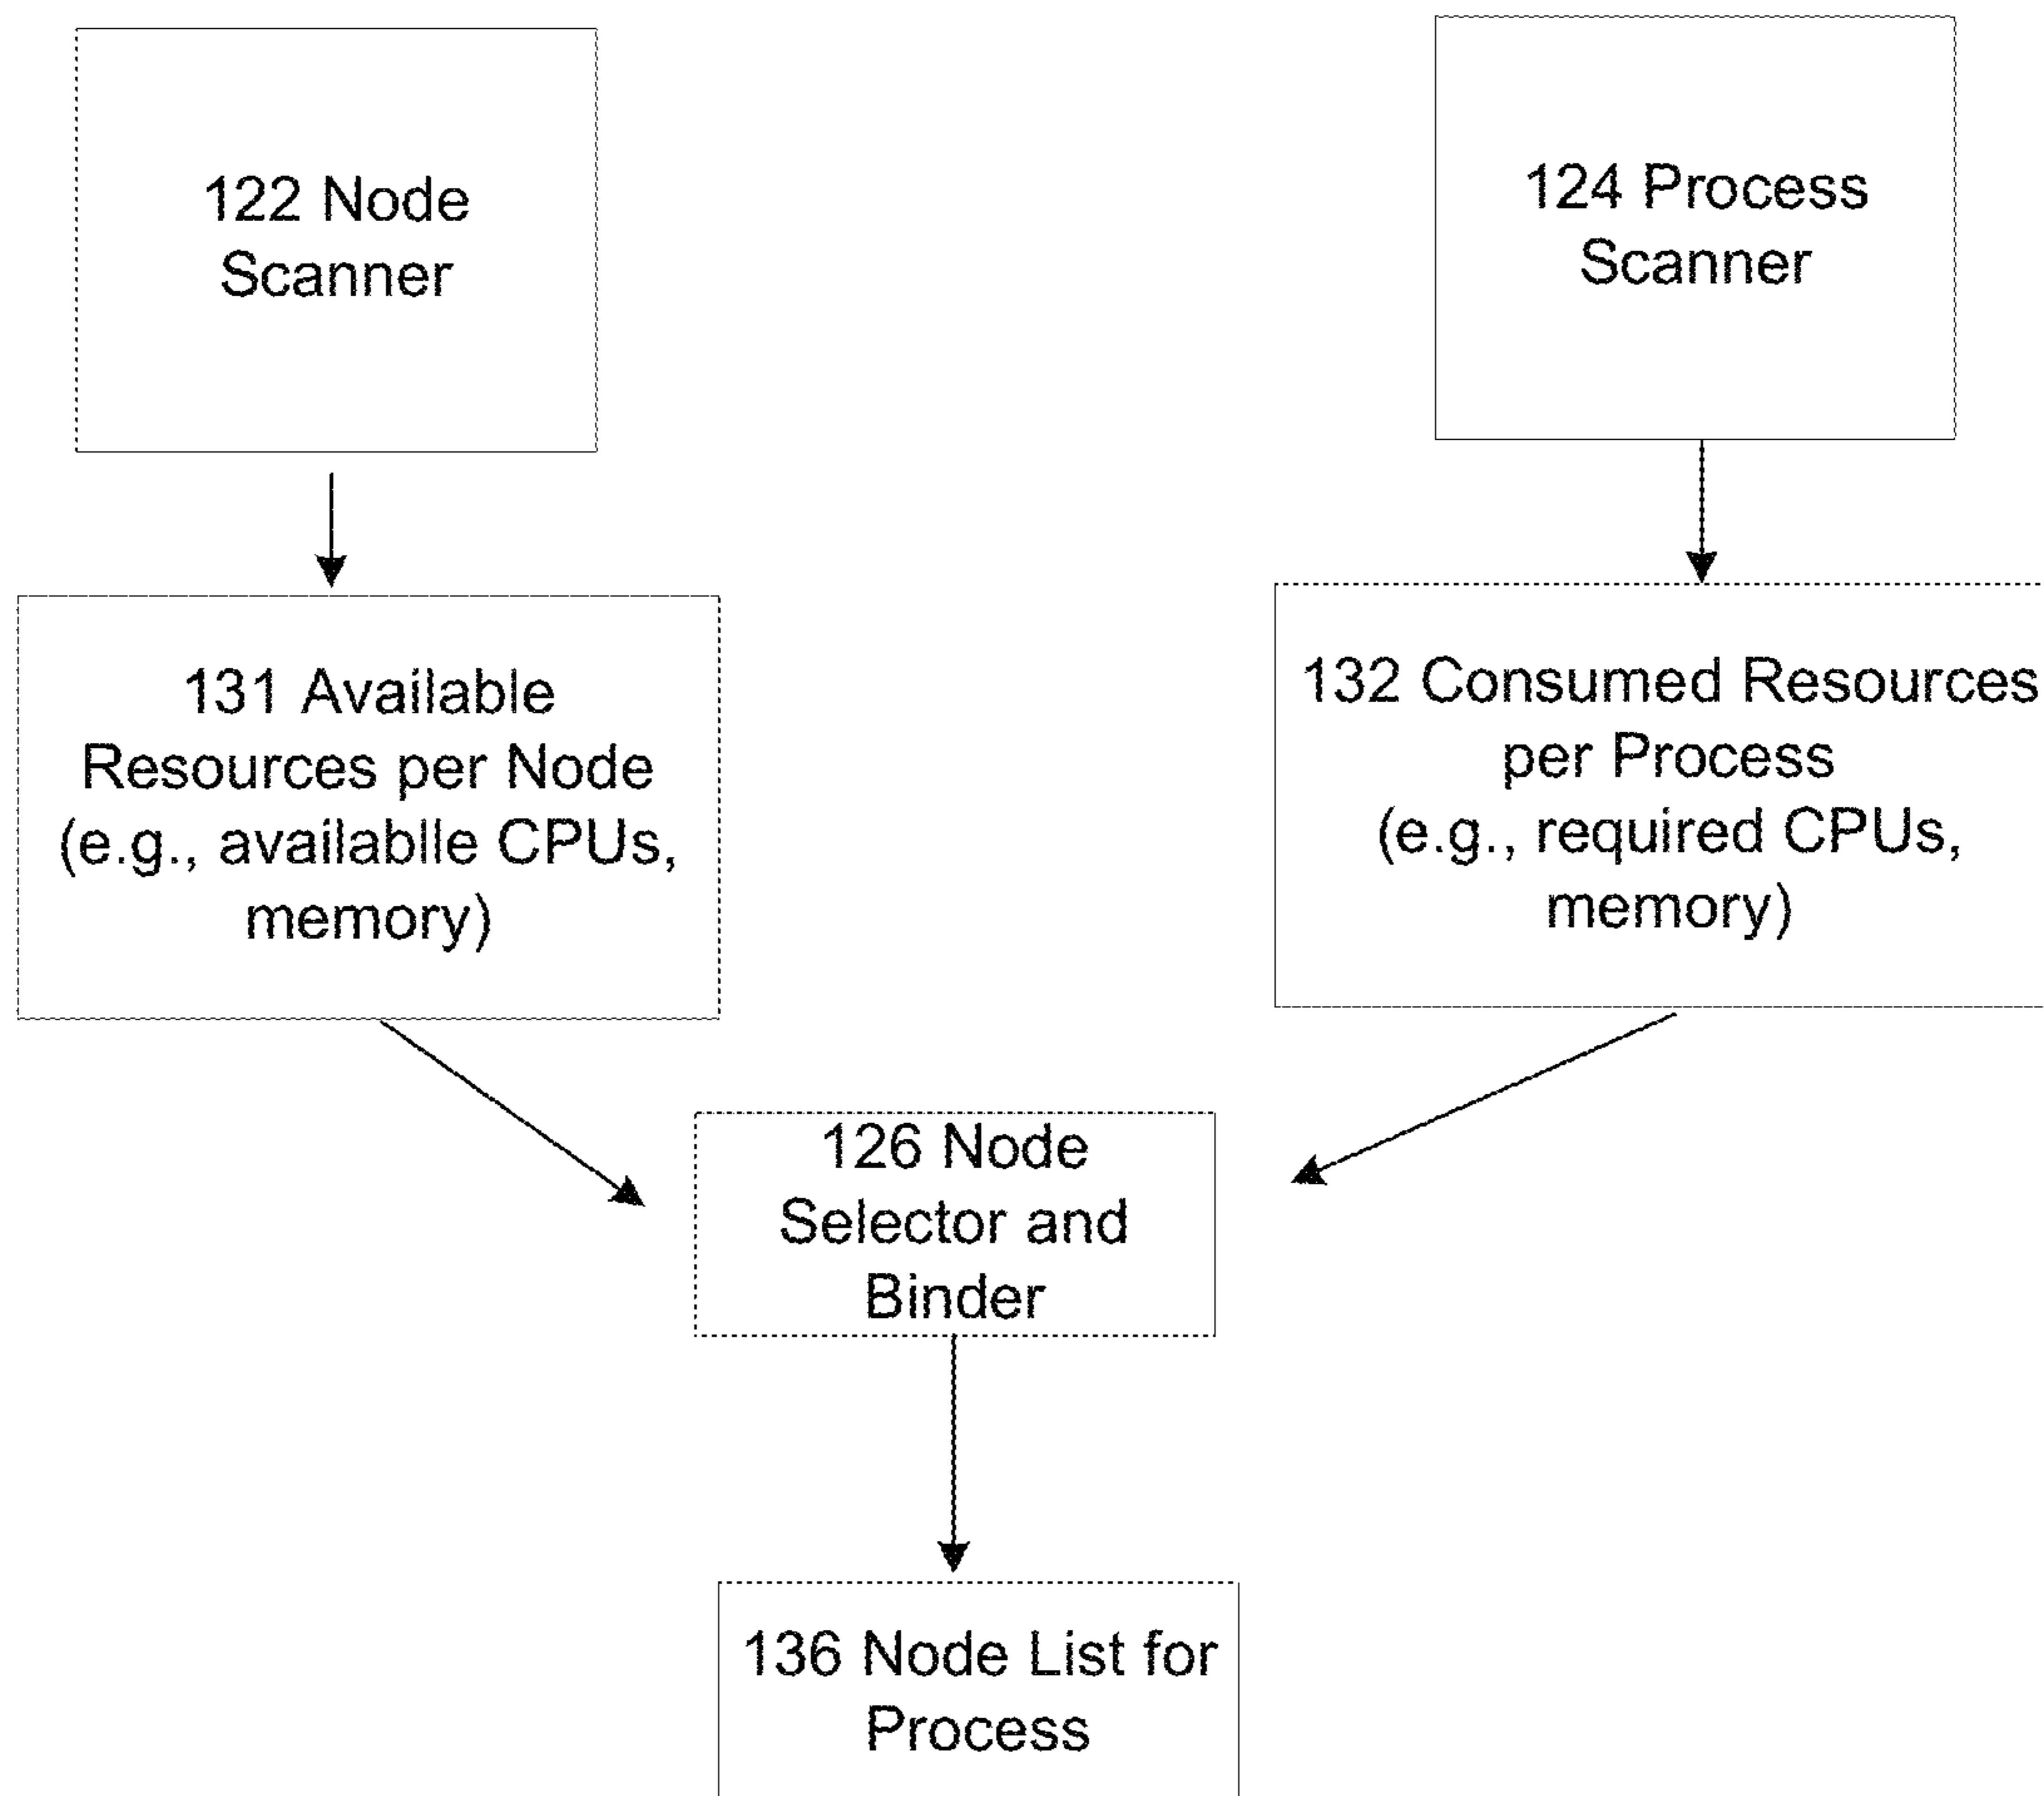 122 Node
Scanner
124 Process
Scanner
131 Available
Resources per Node
(e.g., availablle CPUs,
memory)
132 Consumed Resources
per Process
(e.g., required CPUs,
memory)
126 Node
Selector and
Binder
136 Node List for
Process